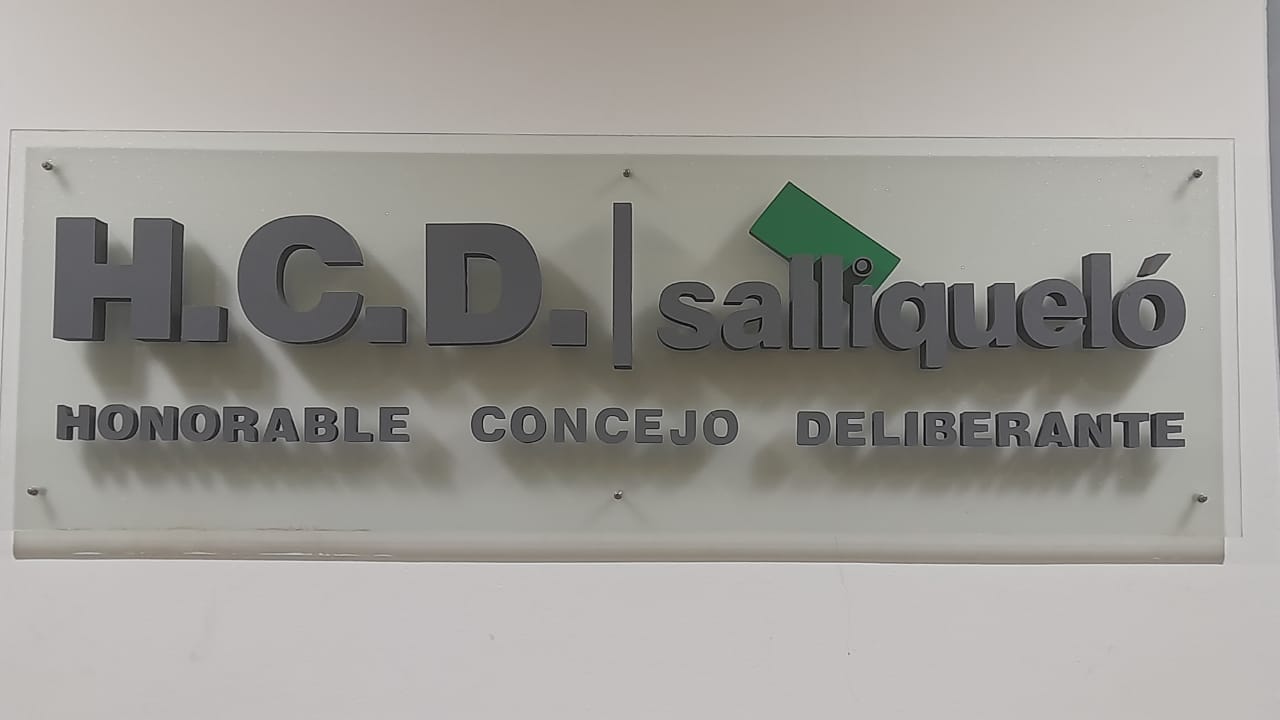 H.C.D. | salliqueló
HONORABLE CONCEJO DELIBERANTE